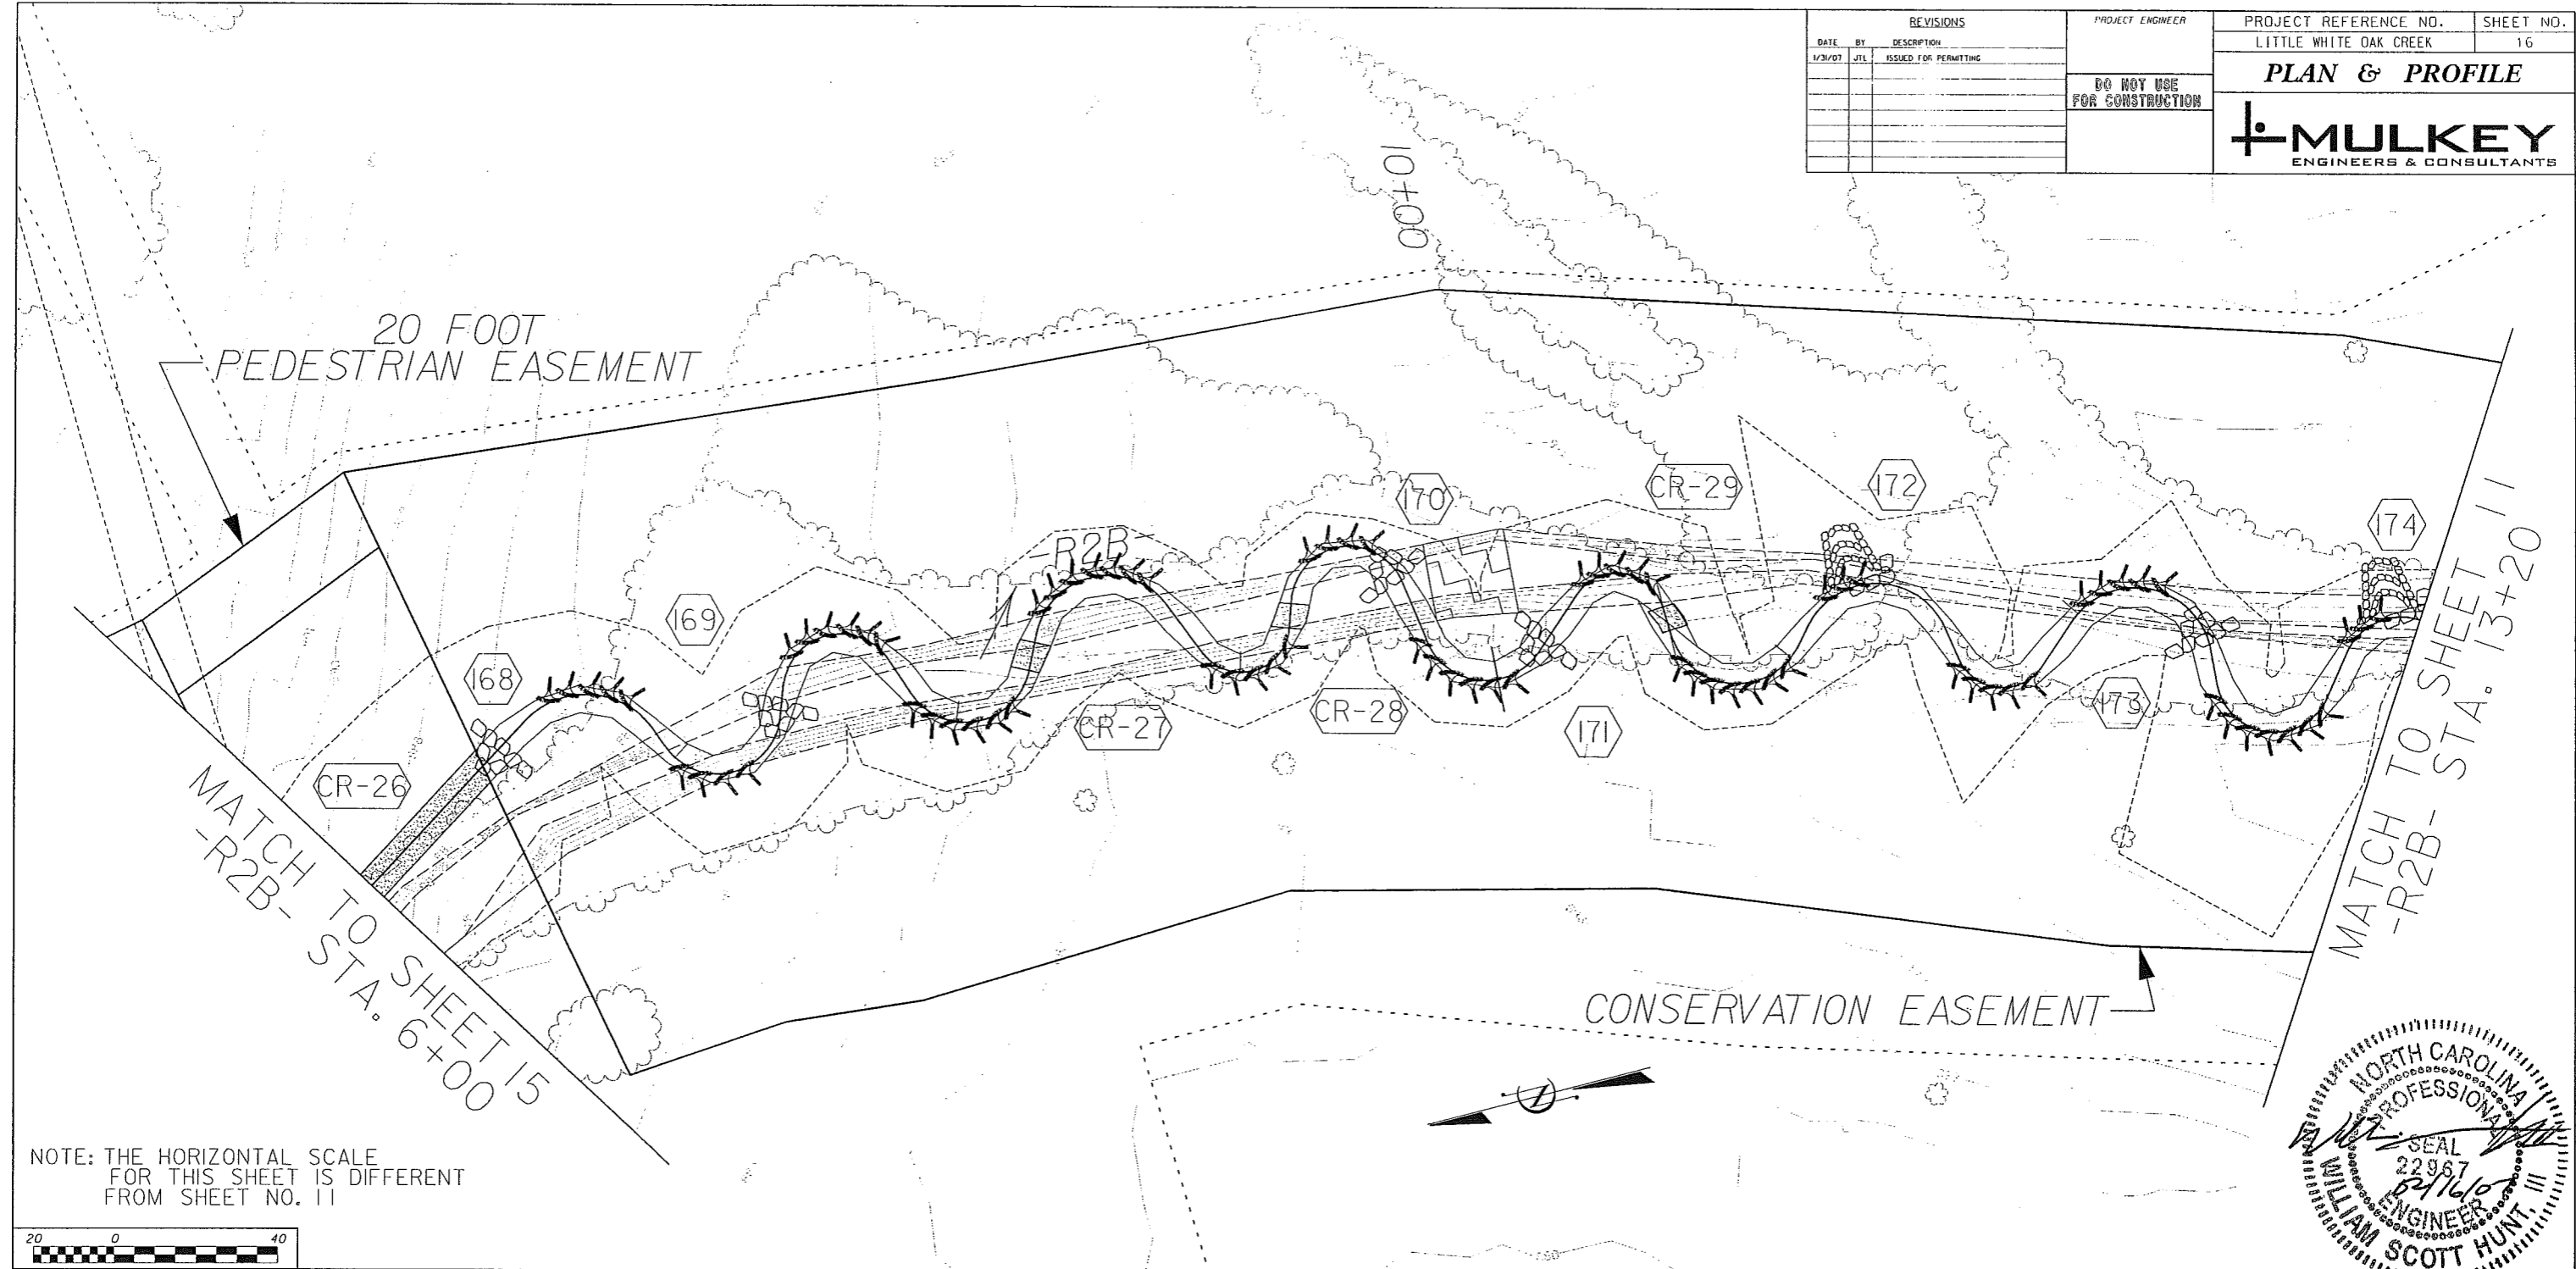 REVISIONS
DATE BY DESCRIPTION
1/31/07 JTL ISSUED FOR PERMITTING
PROJECT ENGINEER
DO NOT USE
FOR CONSTRUCTION
PROJECT REFERENCE NO. SHEET NO.
LITTLE WHITE OAK CREEK 16
PLAN & PROFILE
MULKEY
ENGINEERS & CONSULTANTS
10+00
20 FOOT
PEDESTRIAN EASEMENT
-R2B-
170
CR-29
172
174
169
168
CR-26
CR-27
CR-28
171
173
MATCH TO SHEET 15
-R2B- STA. 6+00
MATCH TO SHEET 11
-R2B- STA. 13+20
CONSERVATION EASEMENT
NOTE: THE HORIZONTAL SCALE
FOR THIS SHEET IS DIFFERENT
FROM SHEET NO. 11
20 0 40
NORTH CAROLINA
PROFESSIONAL
SEAL
22967
ENGINEER
WILLIAM SCOTT HUNT, III